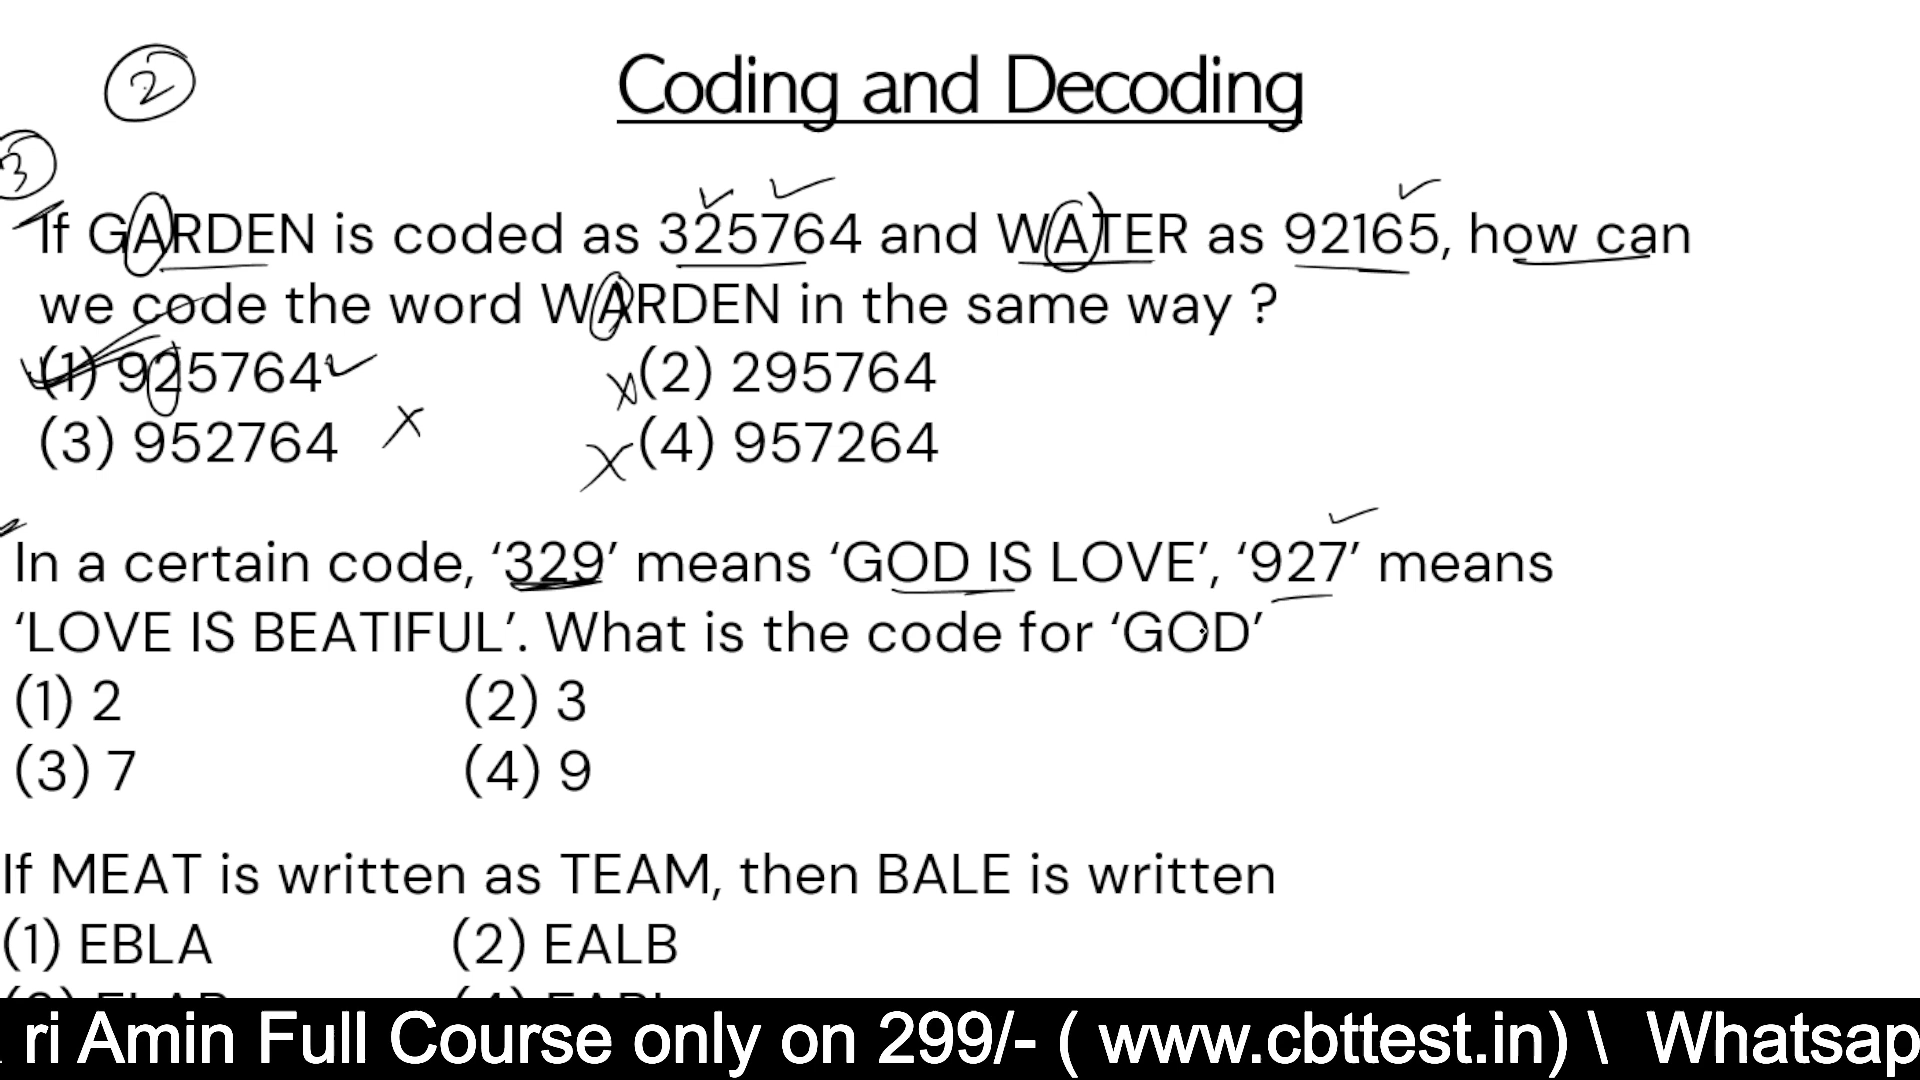 2
Coding and Decoding
3
If GARDEN is coded as 325764 and WATER as 92165, how can
we code the word WARDEN in the same way ?
(1) 925764 (2) 295764
(3) 952764 (4) 957264
In a certain code, ‘329’ means ‘GOD IS LOVE’, ‘927’ means
‘LOVE IS BEATIFUL’. What is the code for ‘GOD’
(1) 2 (2) 3
(3) 7 (4) 9
If MEAT is written as TEAM, then BALE is written
(1) EBLA (2) EALB
ri Amin Full Course only on 299/- ( www.cbttest.in) \ Whatsap